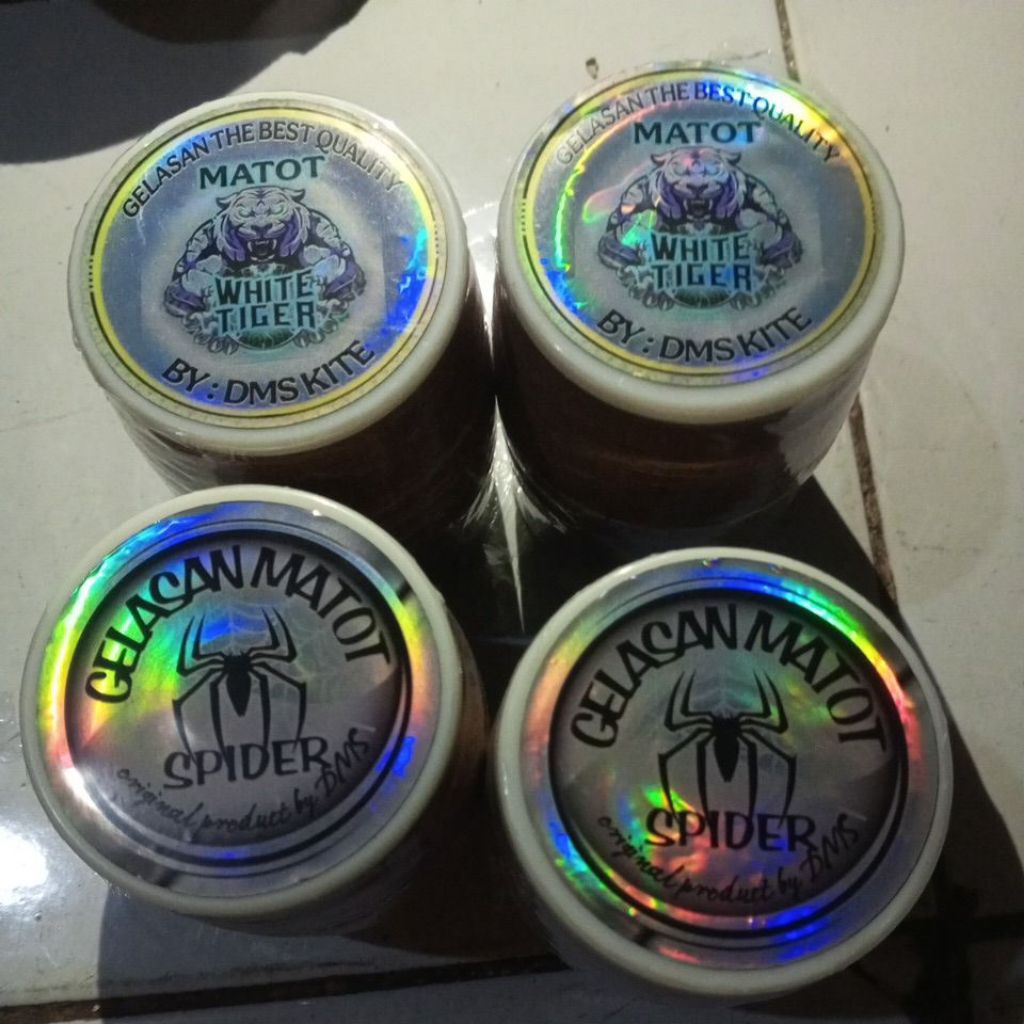 GELASAN THE BEST QUALITY
MATOT
WHITE
TIGER
BY : DMS KITE
GELASAN THE BEST QUALITY
MATOT
WHITE
TIGER
BY : DMS KITE
GELASAN MATOT
SPIDER
original product by DMS
GELASAN MATOT
SPIDER
original product by DMS